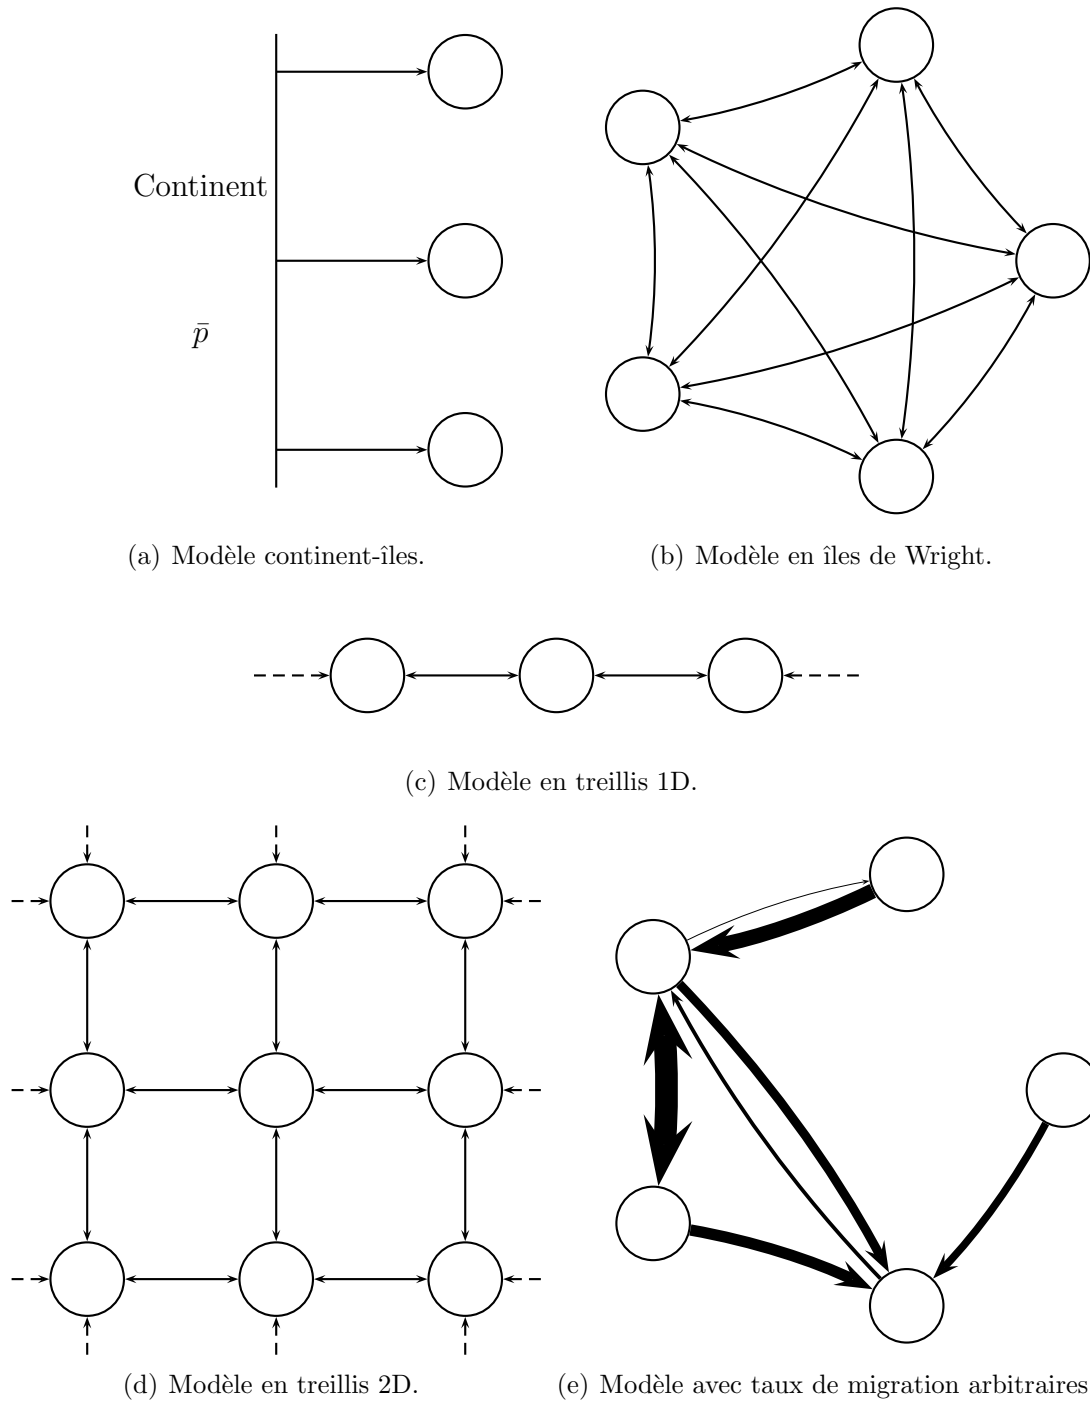 Continent
p̄
(a) Modèle continent-îles.
(b) Modèle en îles de Wright.
(c) Modèle en treillis 1D.
(d) Modèle en treillis 2D.
(e) Modèle avec taux de migration arbitraires